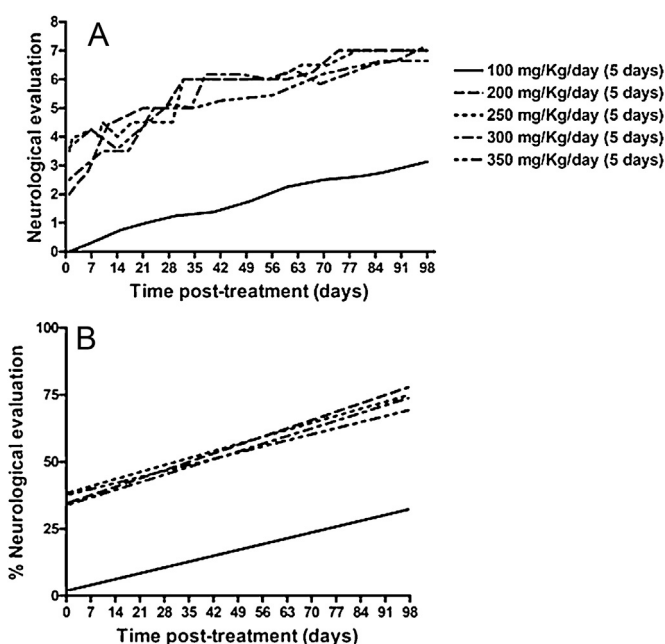 A
Neurological evaluation
8
7
6
5
4
3
2
1
0
0 7 14 21 28 35 42 49 56 63 70 77 84 91 98
Time post-treatment (days)
100 mg/Kg/day (5 days)
200 mg/Kg/day (5 days)
250 mg/Kg/day (5 days)
300 mg/Kg/day (5 days)
350 mg/Kg/day (5 days)
B
% Neurological evaluation
100
75
50
25
0
0 7 14 21 28 35 42 49 56 63 70 77 84 91 98
Time post-treatment (days)